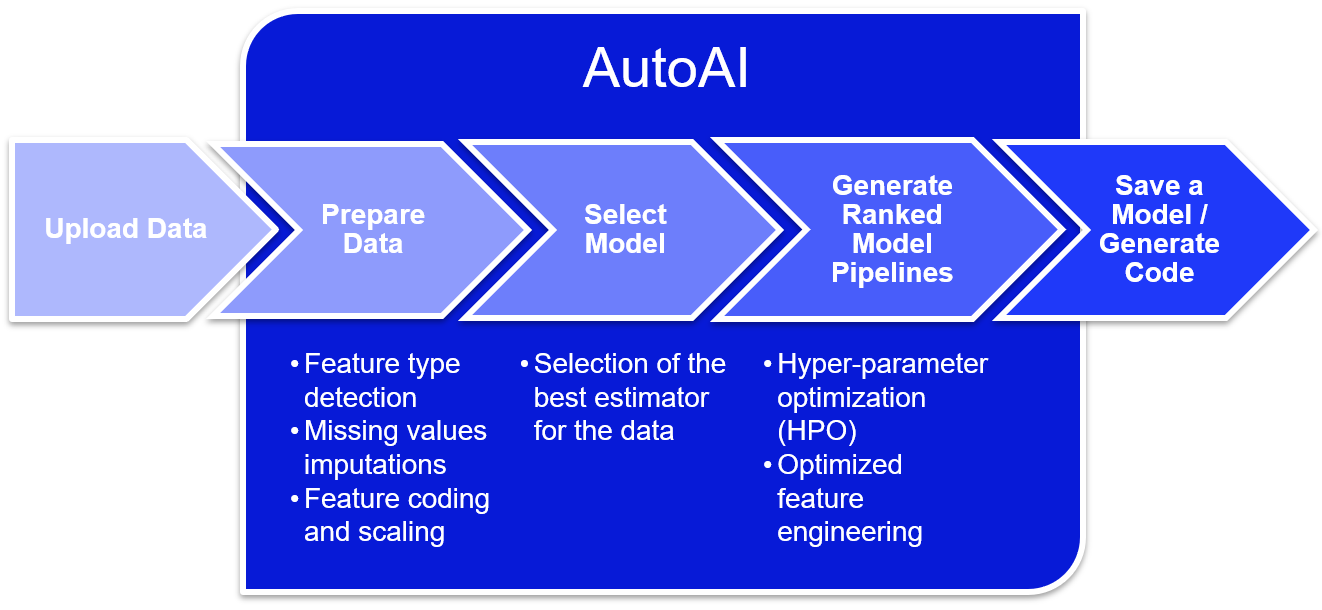 AutoAI
Upload Data
Prepare
Data
Select
Model
Generate
Ranked
Model
Pipelines
Save a
Model /
Generate
Code
• Feature type
detection
• Missing values
imputations
• Feature coding
and scaling
• Selection of the
best estimator
for the data
• Hyper-parameter
optimization
(HPO)
• Optimized
feature
engineering